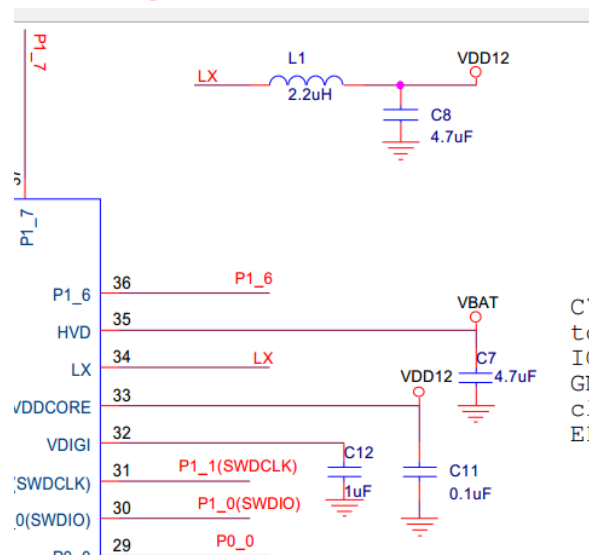 P1_7
L1
VDD12
LX
2.2uH
C8
4.7uF
P1_7
P1_6
36
P1_6
HVD
35
VBAT
LX
34
LX
C7
4.7uF
VDD12
33
32
VDIGI
C12
1uF
C11
0.1uF
31
P1_1(SWDCLK)
(SWDCLK)
30
P1_0(SWDIO)
0(SWDIO)
29
P0_0